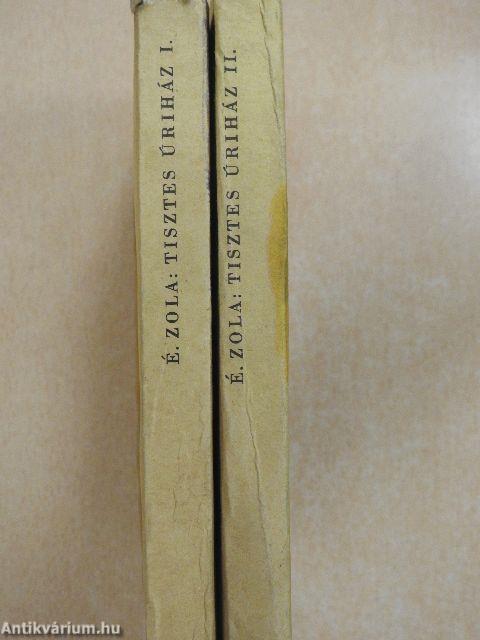 É. ZOLA: TISZTES ÚRIHÁZ I.
É. ZOLA: TISZTES ÚRIHÁZ II.
Antikvárium.hu